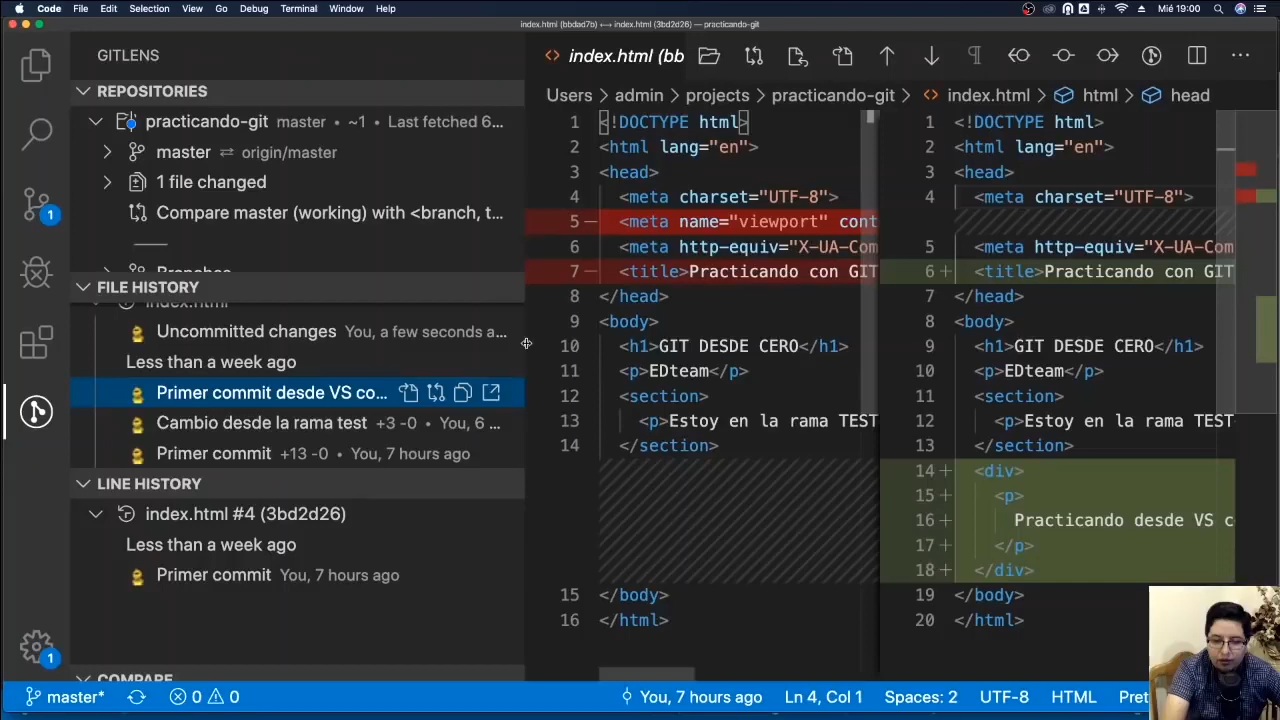 Code File Edit Selection View Go Debug Terminal Window Help Mié 19:00
index.html (bbdad7b) ⟷ index.html (3bd2d26) — practicando-git
GITLENS
REPOSITORIES
practicando-git master • ~1 • Last fetched 6...
master ⇄ origin/master
1 file changed
Compare master (working) with <branch, t...
FILE HISTORY
index.html
Uncommitted changes You, a few seconds a...
Less than a week ago
Primer commit desde VS co...
Cambio desde la rama test +3 -0 • You, 6 ...
Primer commit +13 -0 • You, 7 hours ago
LINE HISTORY
index.html #4 (3bd2d26)
Less than a week ago
Primer commit You, 7 hours ago
COMPARE
1
1
index.html (bb
Users > admin > projects > practicando-git > index.html > html > head
1 <!DOCTYPE html>
2 <html lang="en">
3 <head>
4 <meta charset="UTF-8">
5 — <meta name="viewport" cont
6 <meta http-equiv="X-UA-Com
7 — <title>Practicando con GIT
8 </head>
9 <body>
10 <h1>GIT DESDE CERO</h1>
11 <p>EDteam</p>
12 <section>
13 <p>Estoy en la rama TEST
14 </section>
15 </body>
16 </html>
1 <!DOCTYPE html>
2 <html lang="en">
3 <head>
4 <meta charset="UTF-8">
5 <meta http-equiv="X-UA-Com
6 + <title>Practicando con GIT
7 </head>
8 <body>
9 <h1>GIT DESDE CERO</h1>
10 <p>EDteam</p>
11 <section>
12 <p>Estoy en la rama TEST
13 </section>
14 + <div>
15 + <p>
16 + Practicando desde VS c
17 + </p>
18 + </div>
19 </body>
20 </html>
master* 0 0 You, 7 hours ago Ln 4, Col 1 Spaces: 2 UTF-8 HTML Pret